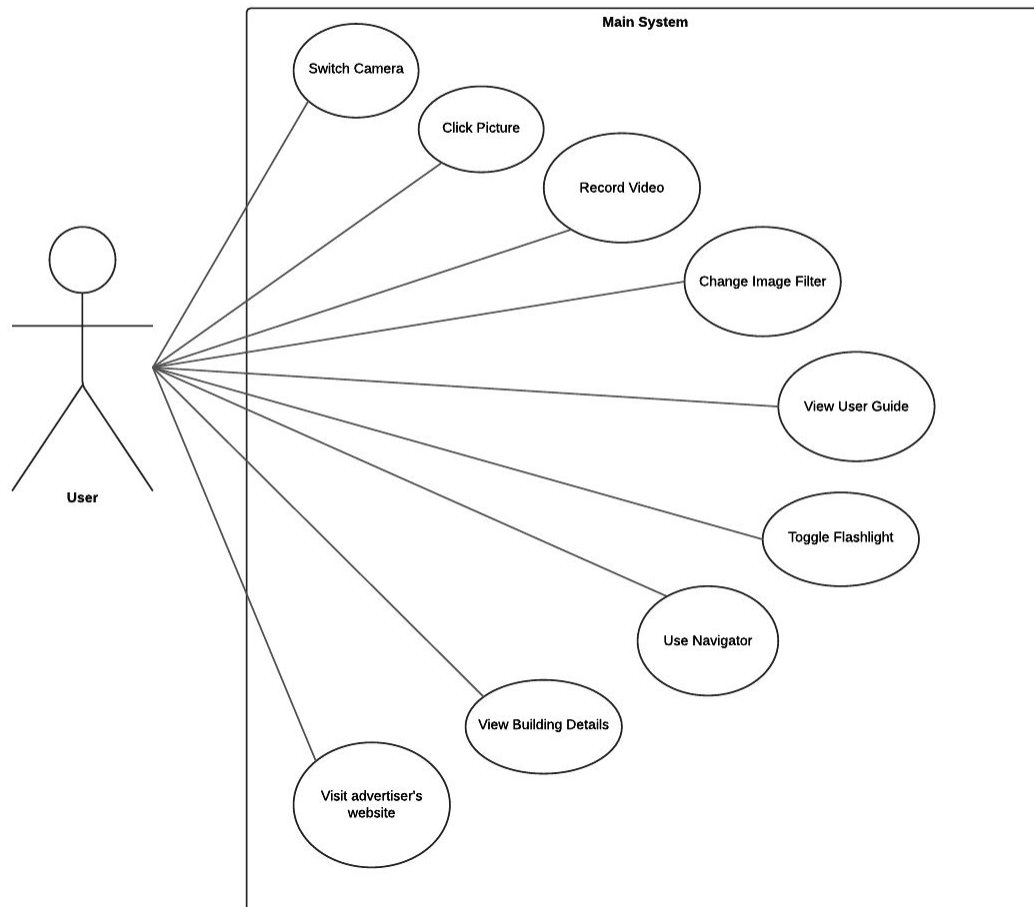 Main System
Switch Camera
Click Picture
Record Video
Change Image Filter
View User Guide
User
Toggle Flashlight
Use Navigator
View Building Details
Visit advertiser's
website